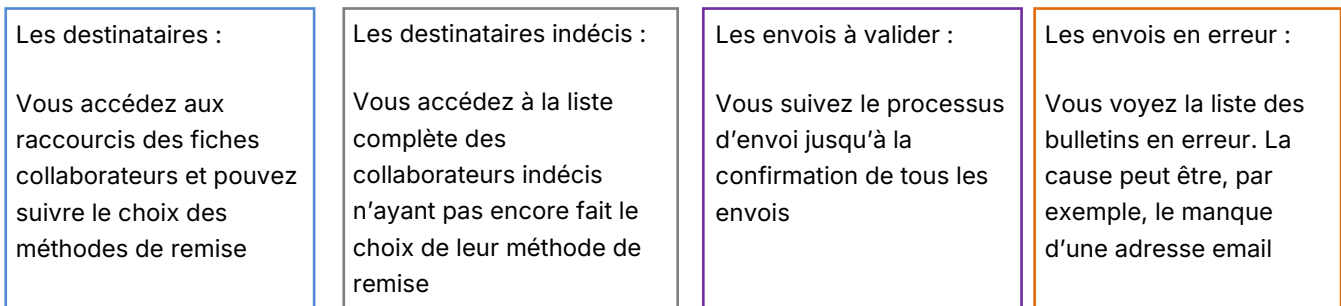 Les destinataires :
Vous accédez aux
raccourcis des fiches
collaborateurs et pouvez
suivre le choix des
méthodes de remise
Les destinataires indécis :
Vous accédez à la liste
complète des
collaborateurs indécis
n'ayant pas encore fait le
choix de leur méthode de
remise
Les envois à valider :
Vous suivez le processus
d'envoi jusqu'à la
confirmation de tous les
envois
Les envois en erreur :
Vous voyez la liste des
bulletins en erreur. La
cause peut être, par
exemple, le manque
d'une adresse email